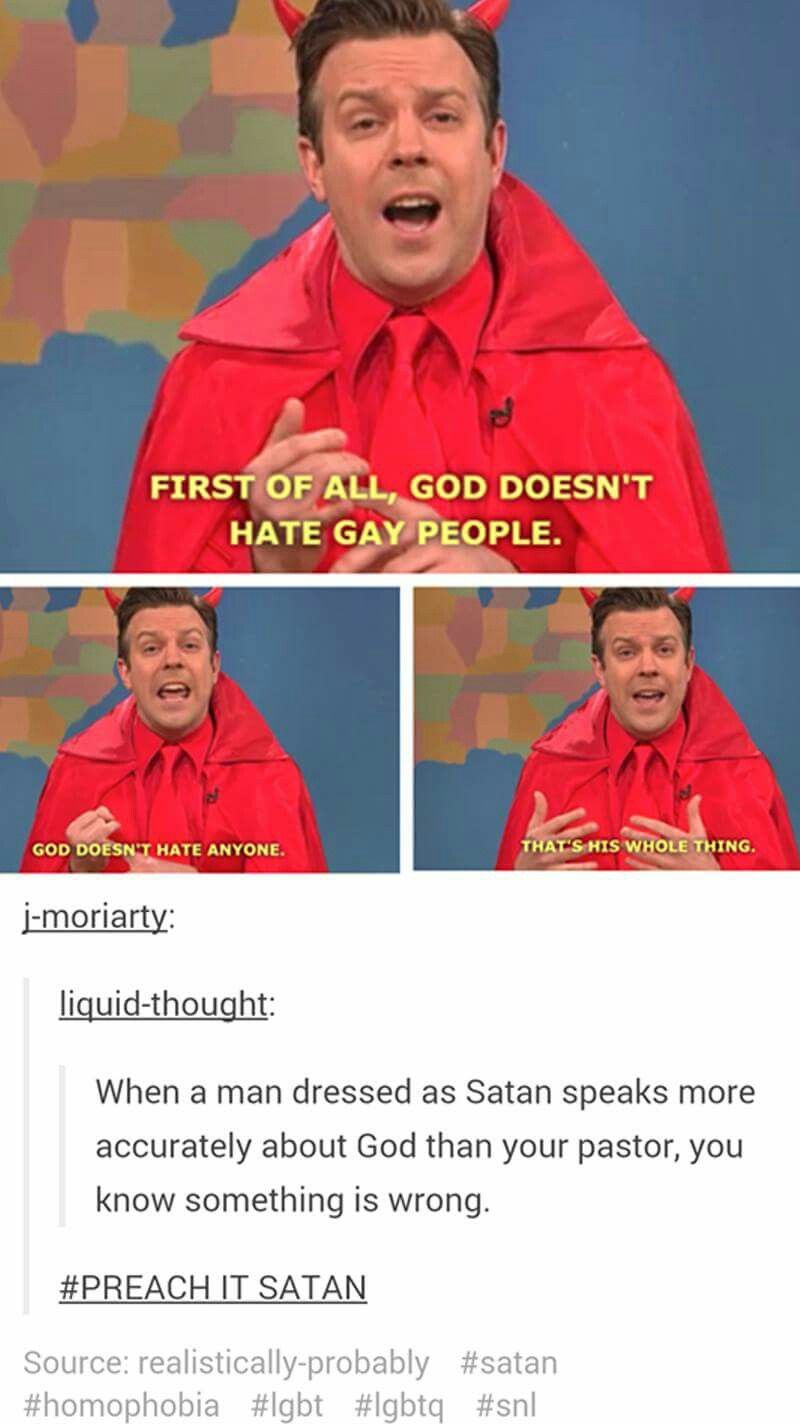 FIRST OF ALL, GOD DOESN'T
HATE GAY PEOPLE.
GOD DOESN'T HATE ANYONE.
THAT'S HIS WHOLE THING.
j-moriarty:
liquid-thought:
When a man dressed as Satan speaks more
accurately about God than your pastor, you
know something is wrong.
#PREACH IT SATAN
Source: realistically-probably #satan
#homophobia #lgbt #lgbtq #snl